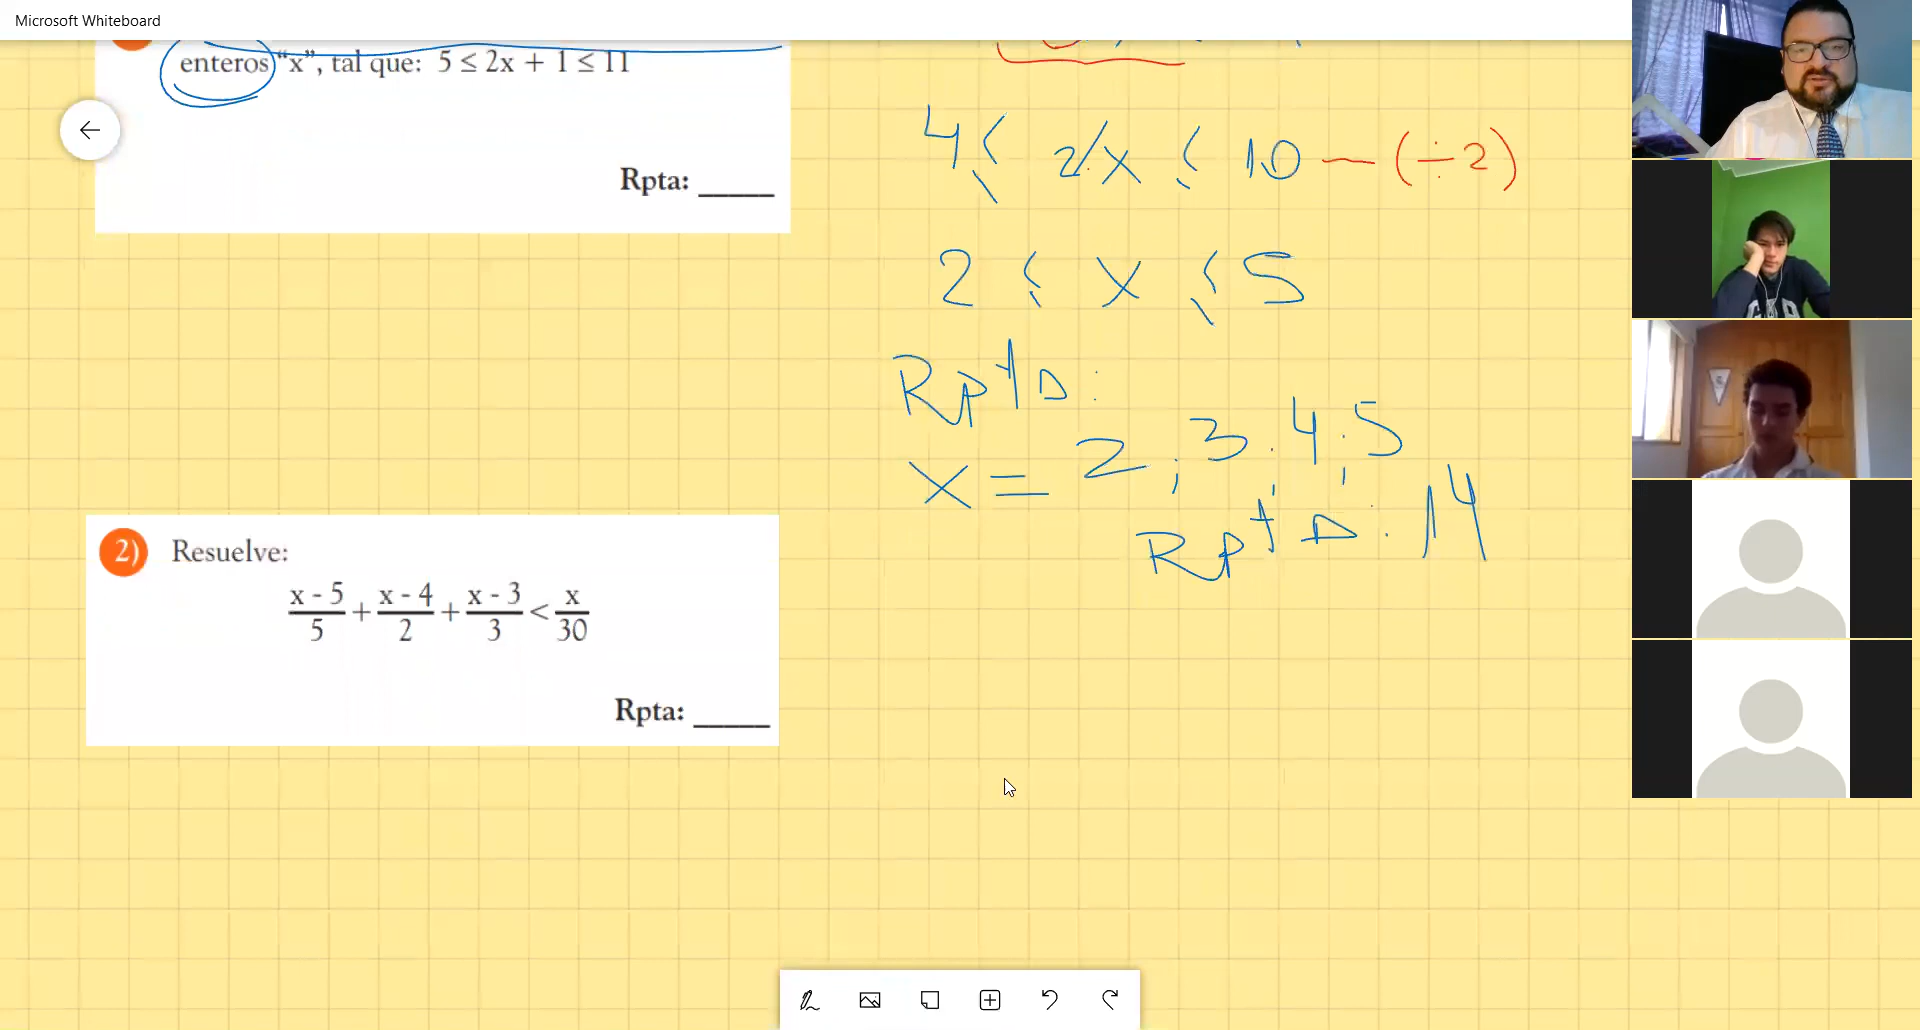 Microsoft Whiteboard
enteros “x”, tal que: 5 ≤ 2x + 1 ≤ 11
Rpta: _____
4 ≤ 2x ≤ 10 — (÷2)
2 ≤ x ≤ 5
Rpta:
x = 2 ; 3 ; 4 ; 5
Rpta: 14
2) Resuelve:
x - 5/5 + x - 4/2 + x - 3/3 < x/30
Rpta: _____